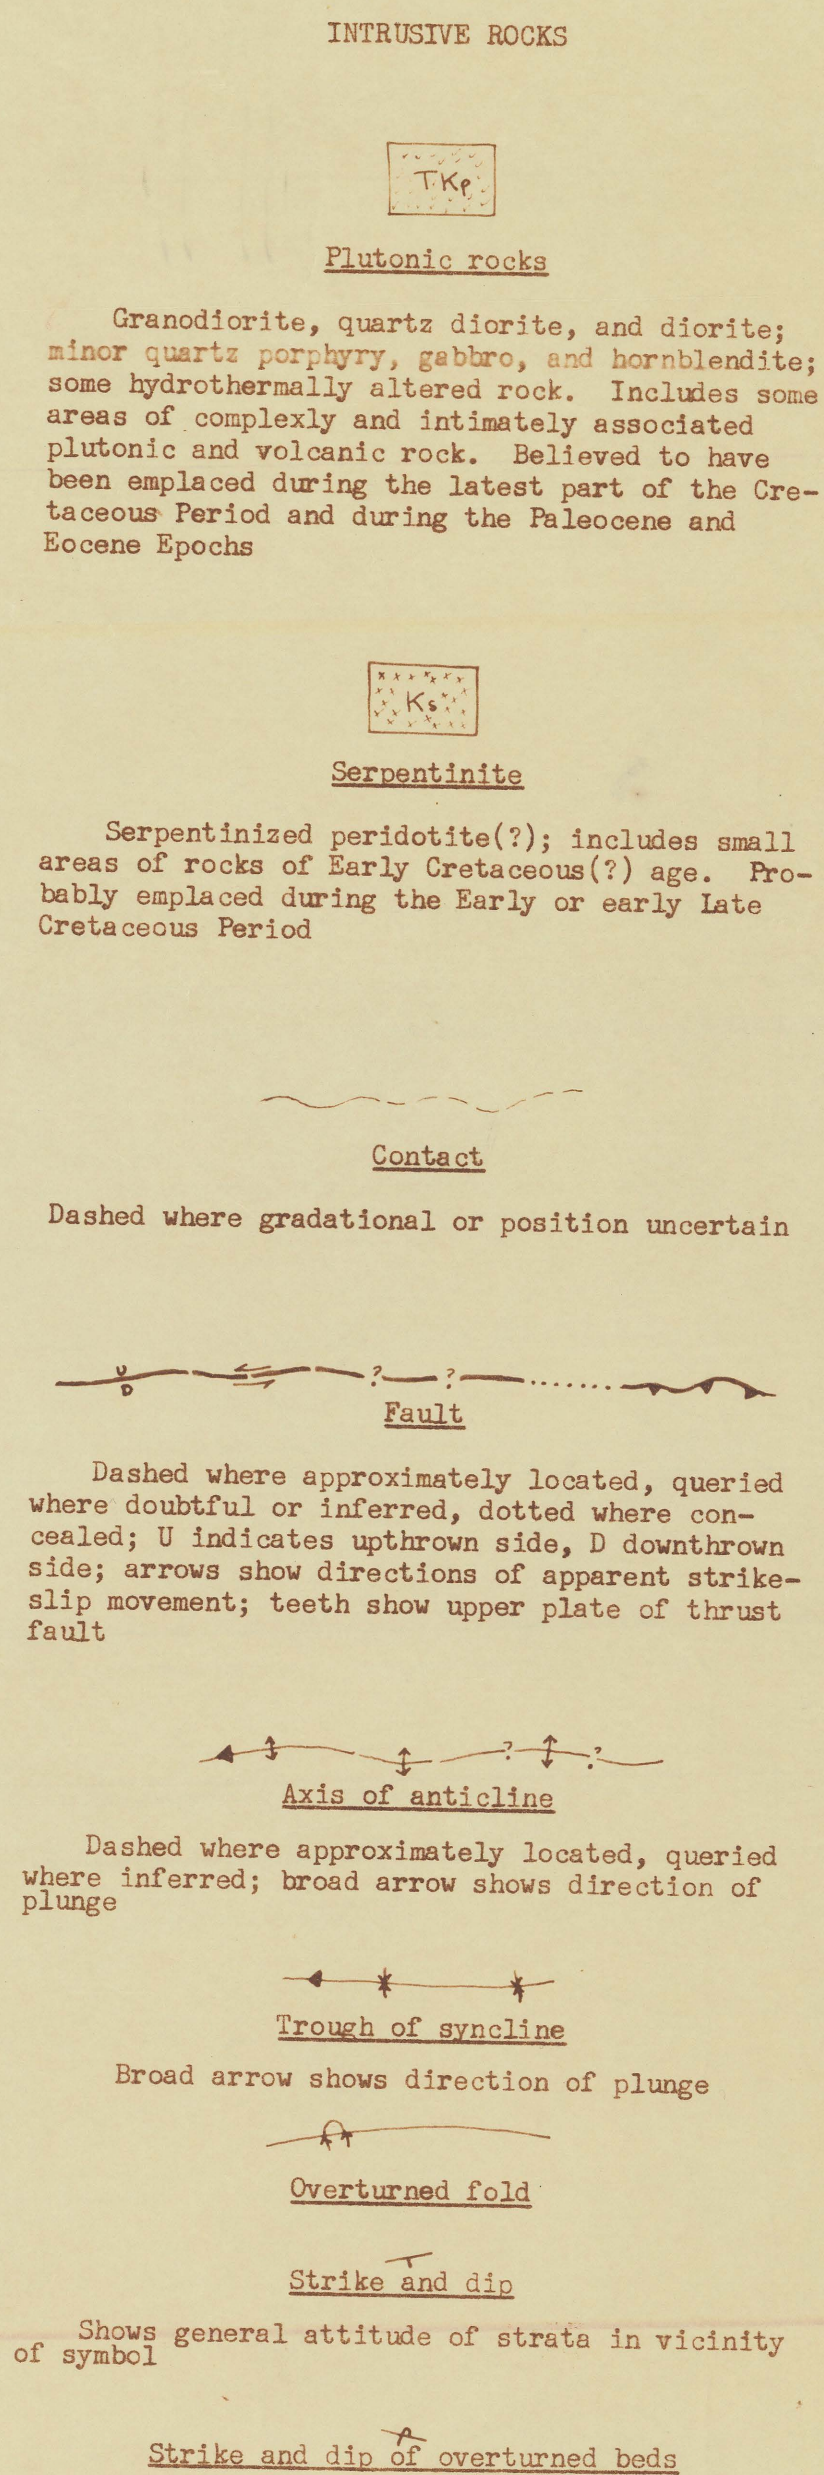 INTRUSIVE ROCKS
TKp
Plutonic rocks
Granodiorite, quartz diorite, and diorite;
minor quartz porphyry, gabbro, and hornblendite;
some hydrothermally altered rock. Includes some
areas of complexly and intimately associated
plutonic and volcanic rock. Believed to have
been emplaced during the latest part of the Cre-
taceous Period and during the Paleocene and
Eocene Epochs
Ks
Serpentinite
Serpentinized peridotite(?); includes small
areas of rocks of Early Cretaceous(?) age. Pro-
bably emplaced during the Early or early Late
Cretaceous Period
Contact
Dashed where gradational or position uncertain
U
D
? ?
Fault
Dashed where approximately located, queried
where doubtful or inferred, dotted where con-
cealed; U indicates upthrown side, D downthrown
side; arrows show directions of apparent strike-
slip movement; teeth show upper plate of thrust
fault
? ?
Axis of anticline
Dashed where approximately located, queried
where inferred; broad arrow shows direction of
plunge
Trough of syncline
Broad arrow shows direction of plunge
Overturned fold
Strike and dip
Shows general attitude of strata in vicinity
of symbol
Strike and dip of overturned beds